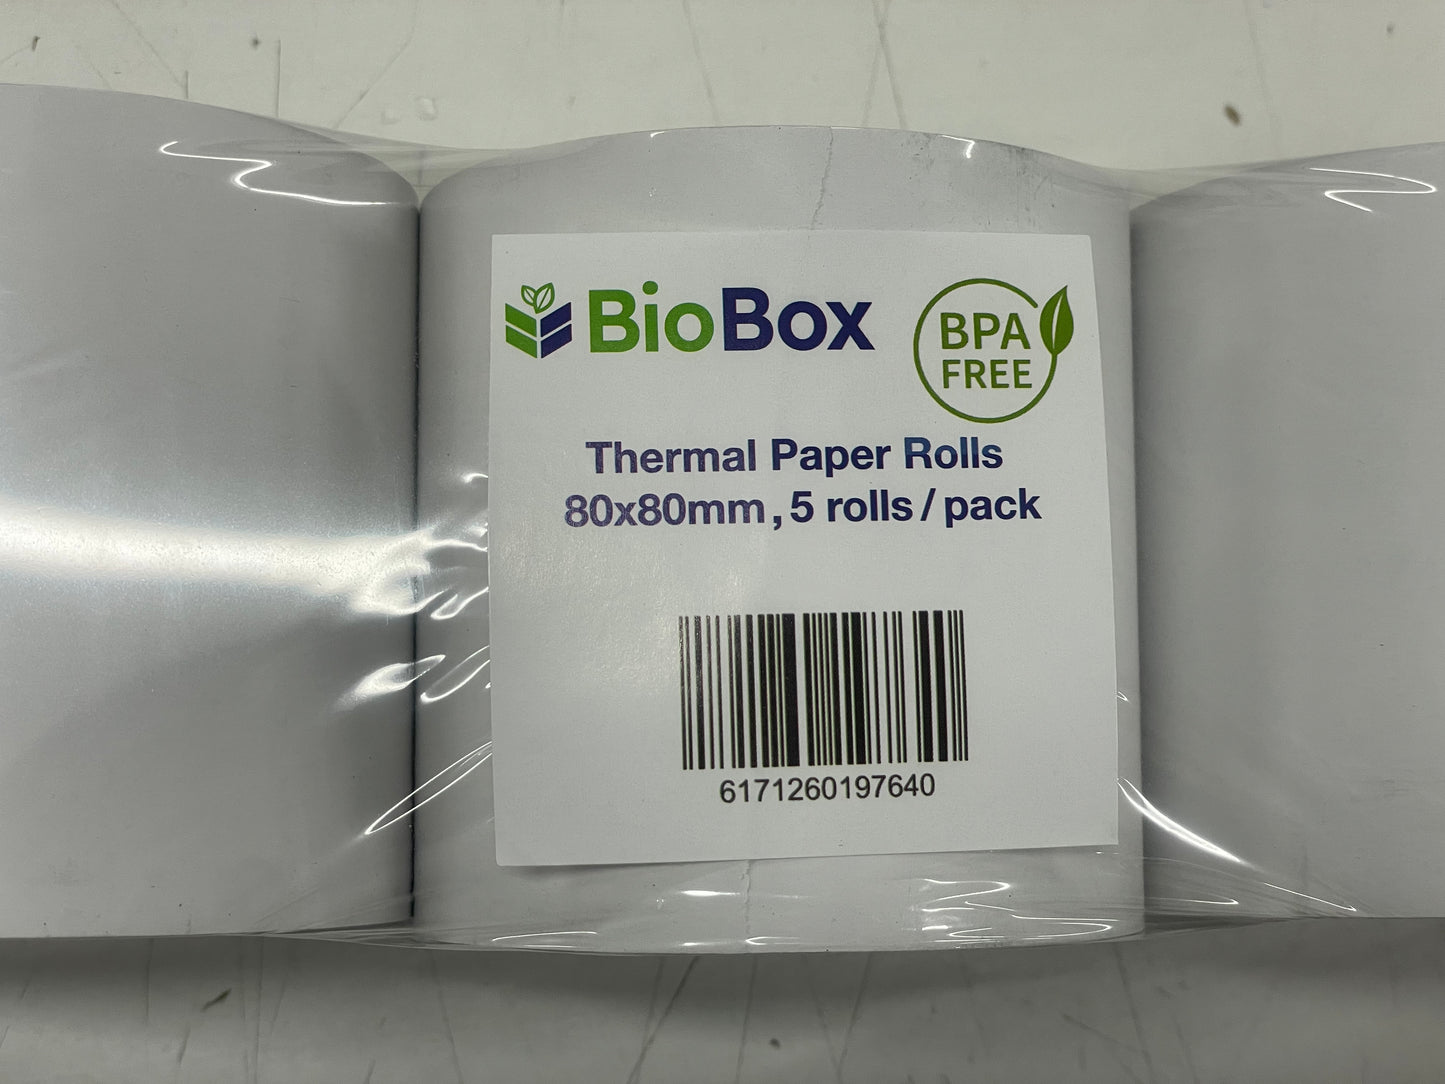 BioBox
BPA
FREE
Thermal Paper Rolls
80x80mm, 5 rolls / pack
6171260197640